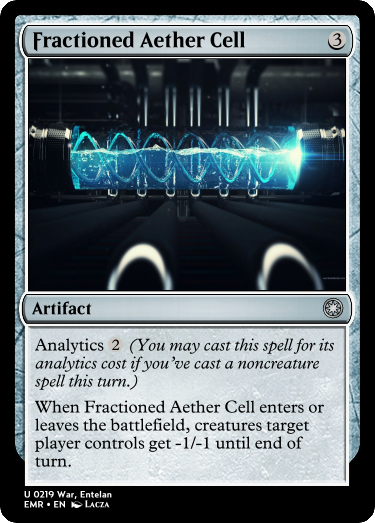 Fractioned Aether Cell 3
Artifact
Analytics 2 (You may cast this spell for its
analytics cost if you've cast a noncreature
spell this turn.)
When Fractioned Aether Cell enters or
leaves the battlefield, creatures target
player controls get -1/-1 until end of
turn.
U 0219 War, Entelan
EMR • EN Lacza